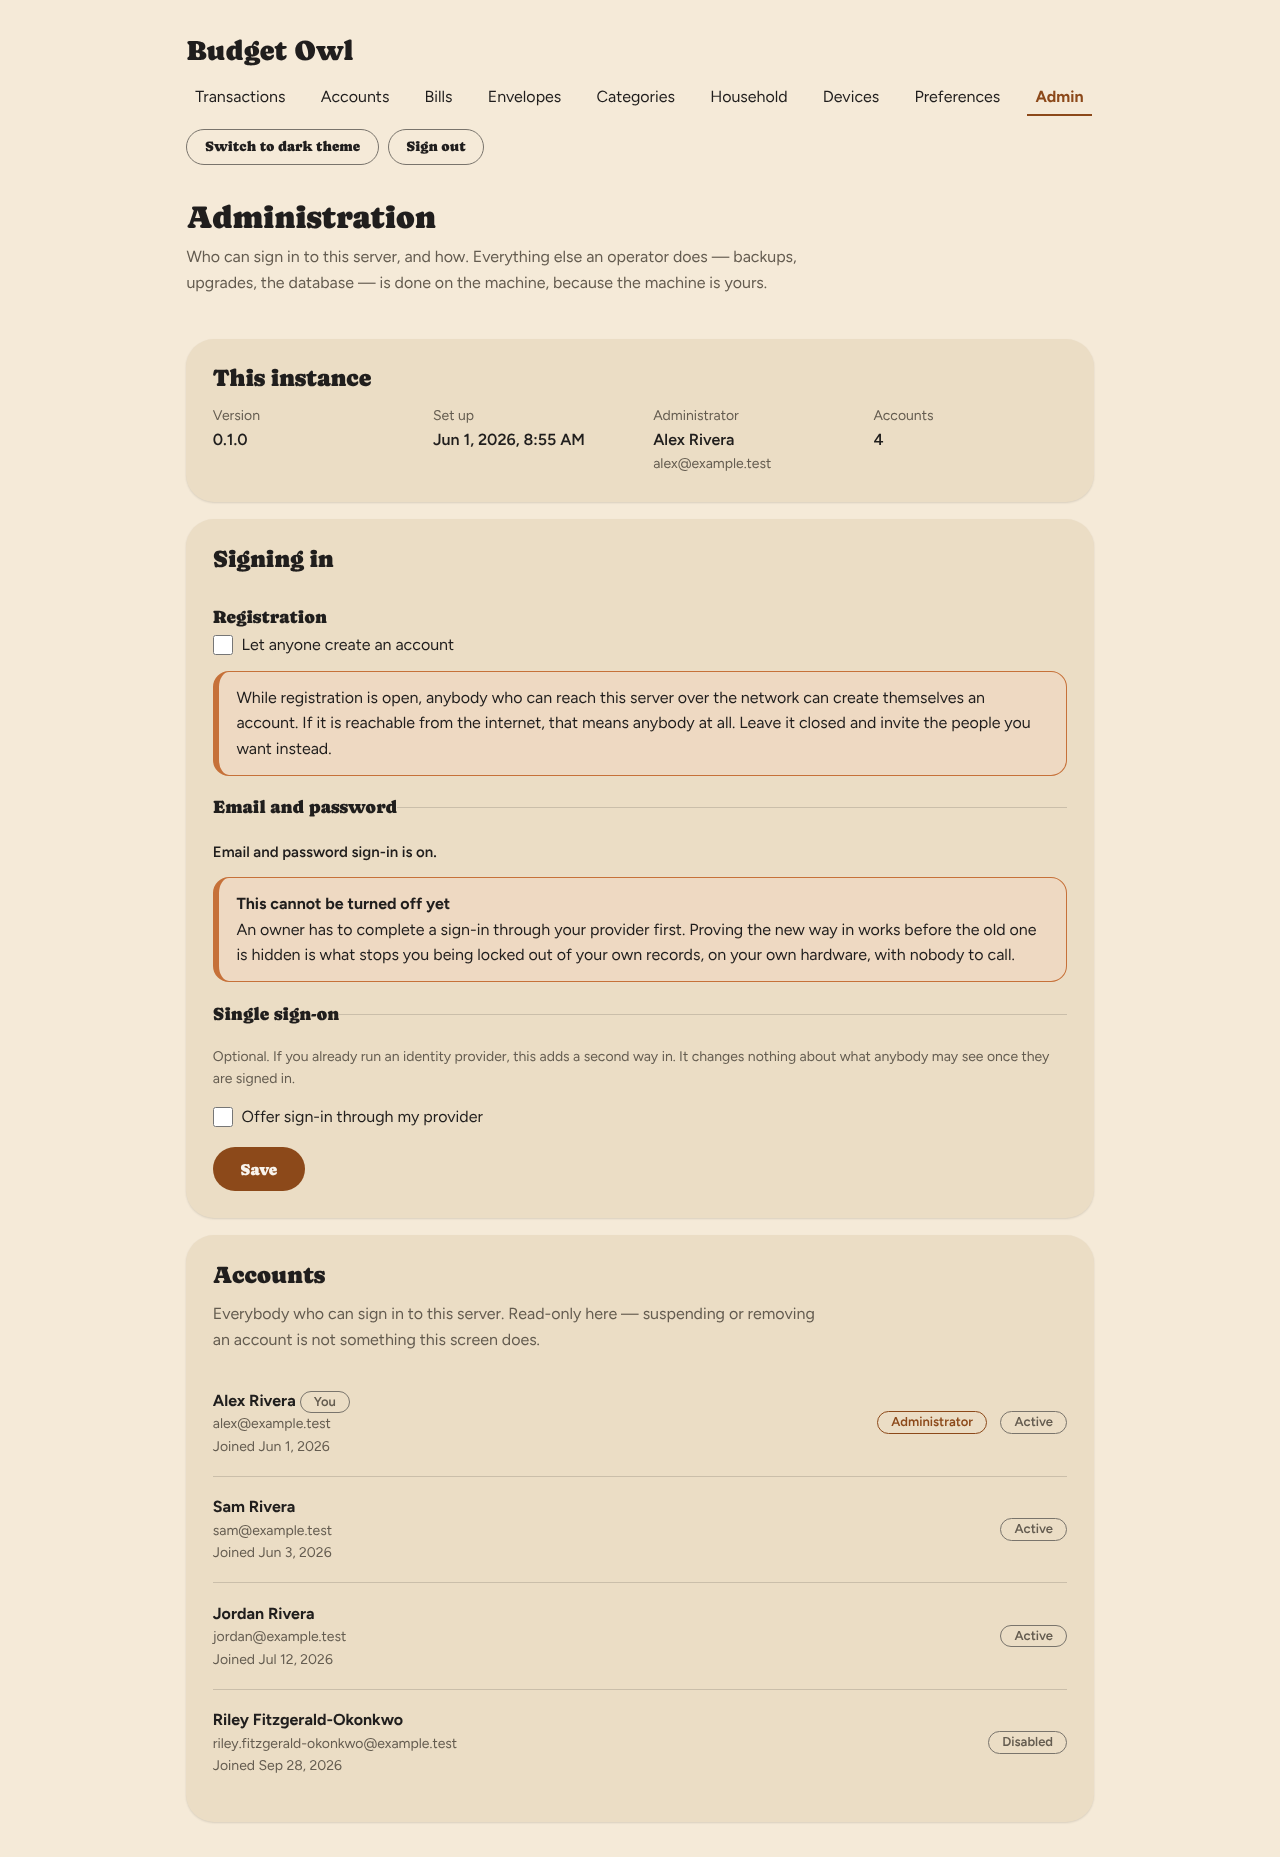 Budget Owl
Transactions Accounts Bills Envelopes Categories Household Devices Preferences Admin
Switch to dark theme Sign out
Administration
Who can sign in to this server, and how. Everything else an operator does — backups,
upgrades, the database — is done on the machine, because the machine is yours.
This instance
Version Set up Administrator Accounts
0.1.0 Jun 1, 2026, 8:55 AM Alex Rivera 4
alex@example.test
Signing in
Registration
Let anyone create an account
While registration is open, anybody who can reach this server over the network can create themselves an
account. If it is reachable from the internet, that means anybody at all. Leave it closed and invite the people you
want instead.
Email and password
Email and password sign-in is on.
This cannot be turned off yet
An owner has to complete a sign-in through your provider first. Proving the new way in works before the old one
is hidden is what stops you being locked out of your own records, on your own hardware, with nobody to call.
Single sign-on
Optional. If you already run an identity provider, this adds a second way in. It changes nothing about what anybody may see once they
are signed in.
Offer sign-in through my provider
Save
Accounts
Everybody who can sign in to this server. Read-only here — suspending or removing
an account is not something this screen does.
Alex Rivera You
alex@example.test Administrator Active
Joined Jun 1, 2026
Sam Rivera
sam@example.test Active
Joined Jun 3, 2026
Jordan Rivera
jordan@example.test Active
Joined Jul 12, 2026
Riley Fitzgerald-Okonkwo
riley.fitzgerald-okonkwo@example.test Disabled
Joined Sep 28, 2026